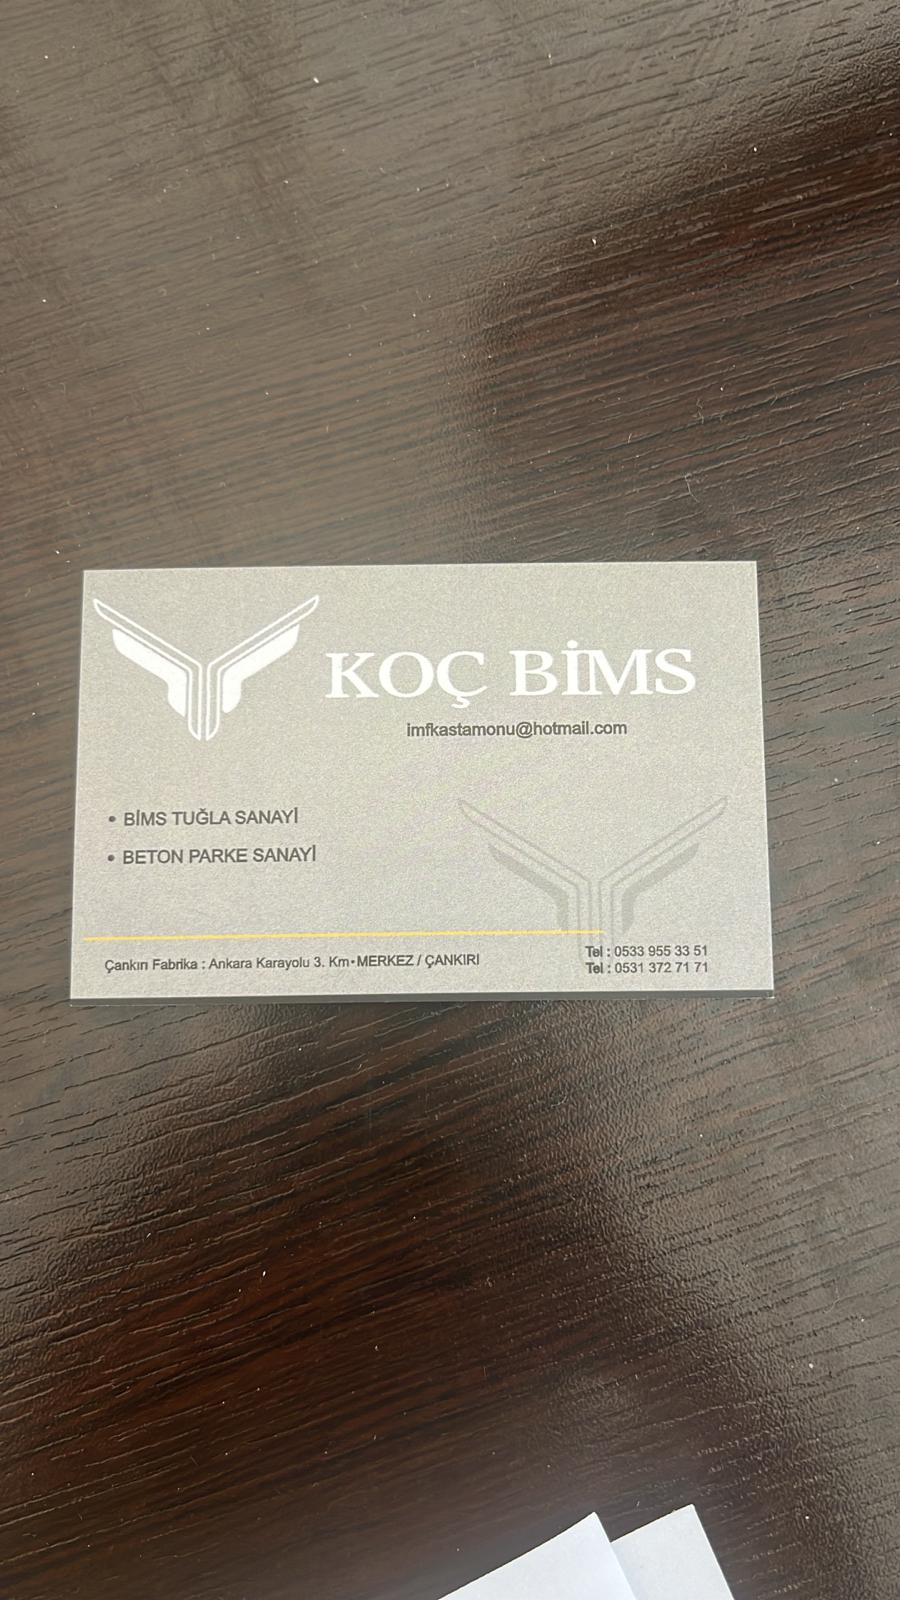 KOÇ BİMS
imfkastamonu@hotmail.com
• BİMS TUĞLA SANAYİ
• BETON PARKE SANAYİ
Çankırı Fabrika : Ankara Karayolu 3. Km•MERKEZ / ÇANKIRI
Tel : 0533 955 33 51
Tel : 0531 372 71 71